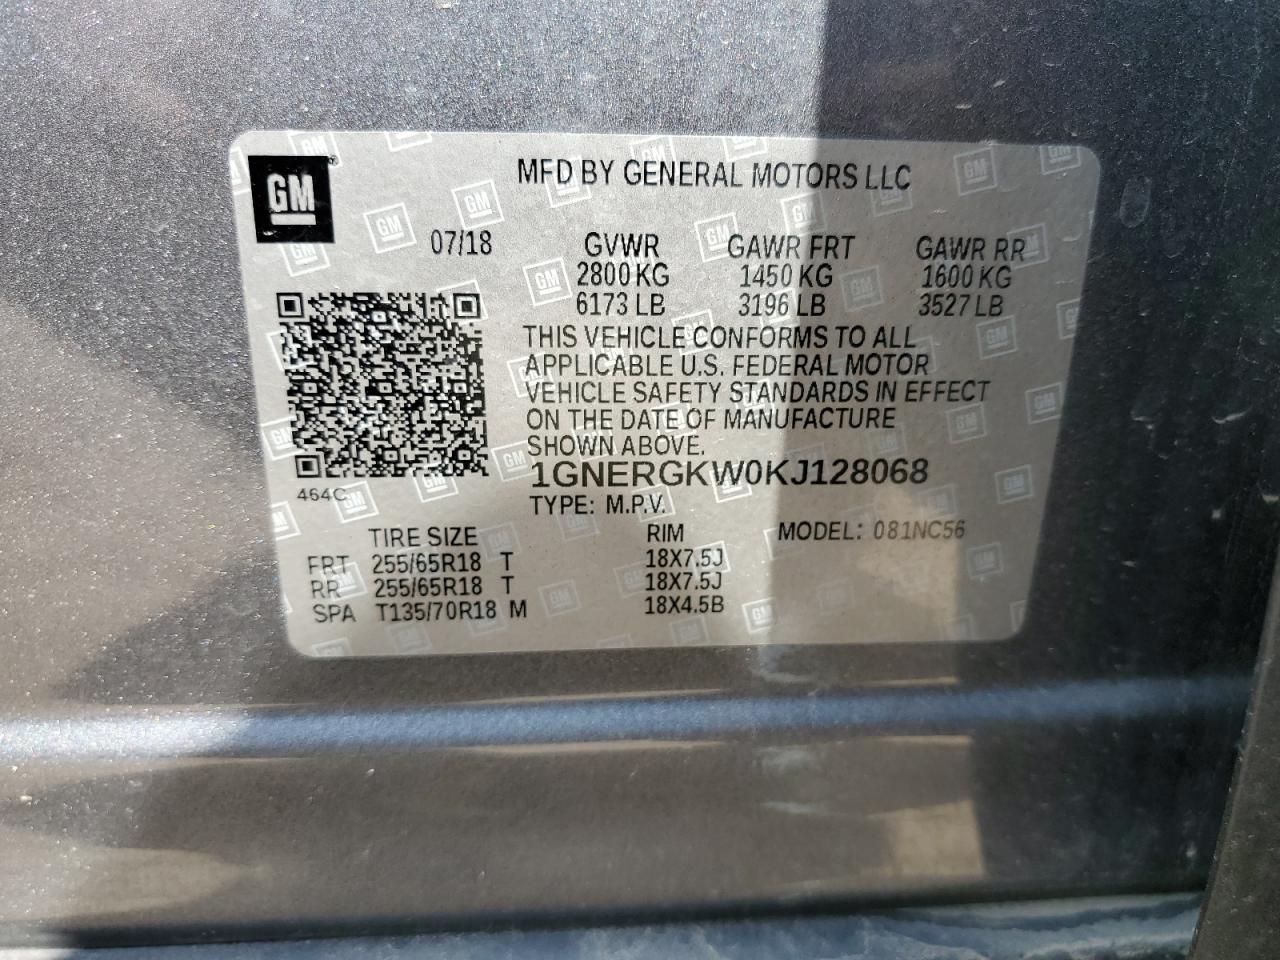 GM
MFD BY GENERAL MOTORS LLC
07/18 GVWR GAWR FRT GAWR RR
2800 KG 1450 KG 1600 KG
6173 LB 3196 LB 3527 LB
THIS VEHICLE CONFORMS TO ALL
APPLICABLE U.S. FEDERAL MOTOR
VEHICLE SAFETY STANDARDS IN EFFECT
ON THE DATE OF MANUFACTURE
SHOWN ABOVE.
1GNERGKW0KJ128068
464C
TYPE: M.P.V.
TIRE SIZE RIM MODEL: 081NC56
FRT 255/65R18 T 18X7.5J
RR 255/65R18 T 18X7.5J
SPA T135/70R18 M 18X4.5B